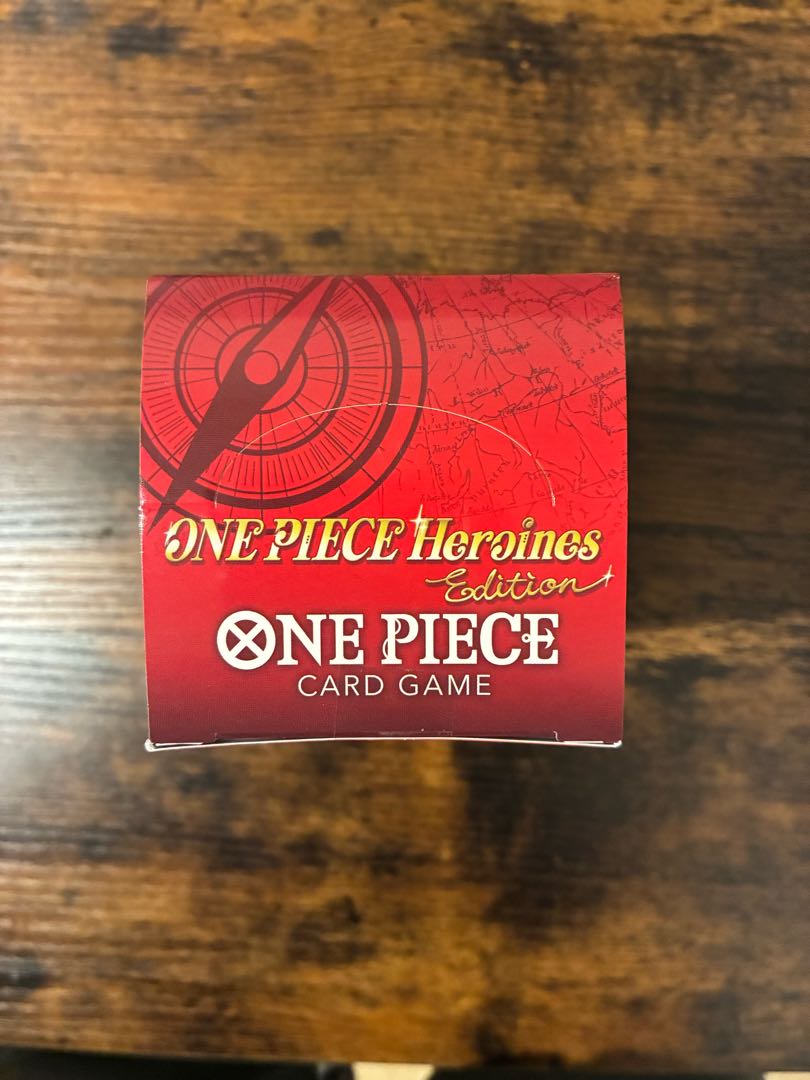 ONE PIECE Heroines
Edition
ONE PIECE
CARD GAME